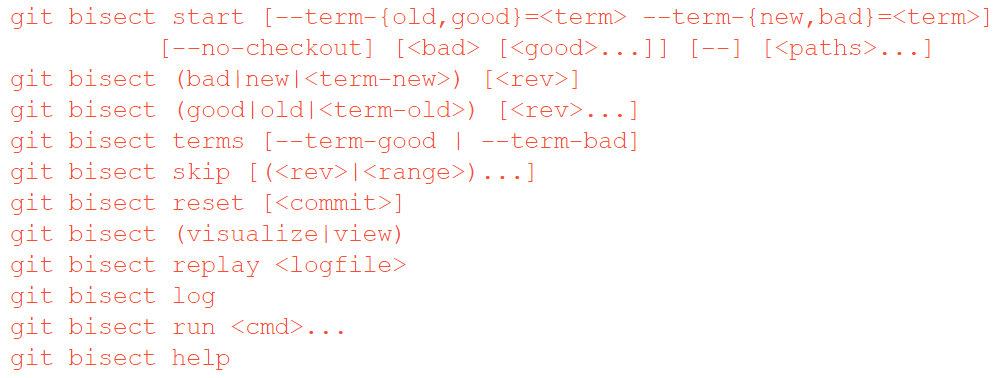 git bisect start [--term-{old,good}=<term> --term-{new,bad}=<term>]
[--no-checkout] [<bad> [<good>...]] [--] [<paths>...]
git bisect (bad|new|<term-new>) [<rev>]
git bisect (good|old|<term-old>) [<rev>...]
git bisect terms [--term-good | --term-bad]
git bisect skip [(<rev>|<range>)...]
git bisect reset [<commit>]
git bisect (visualize|view)
git bisect replay <logfile>
git bisect log
git bisect run <cmd>...
git bisect help